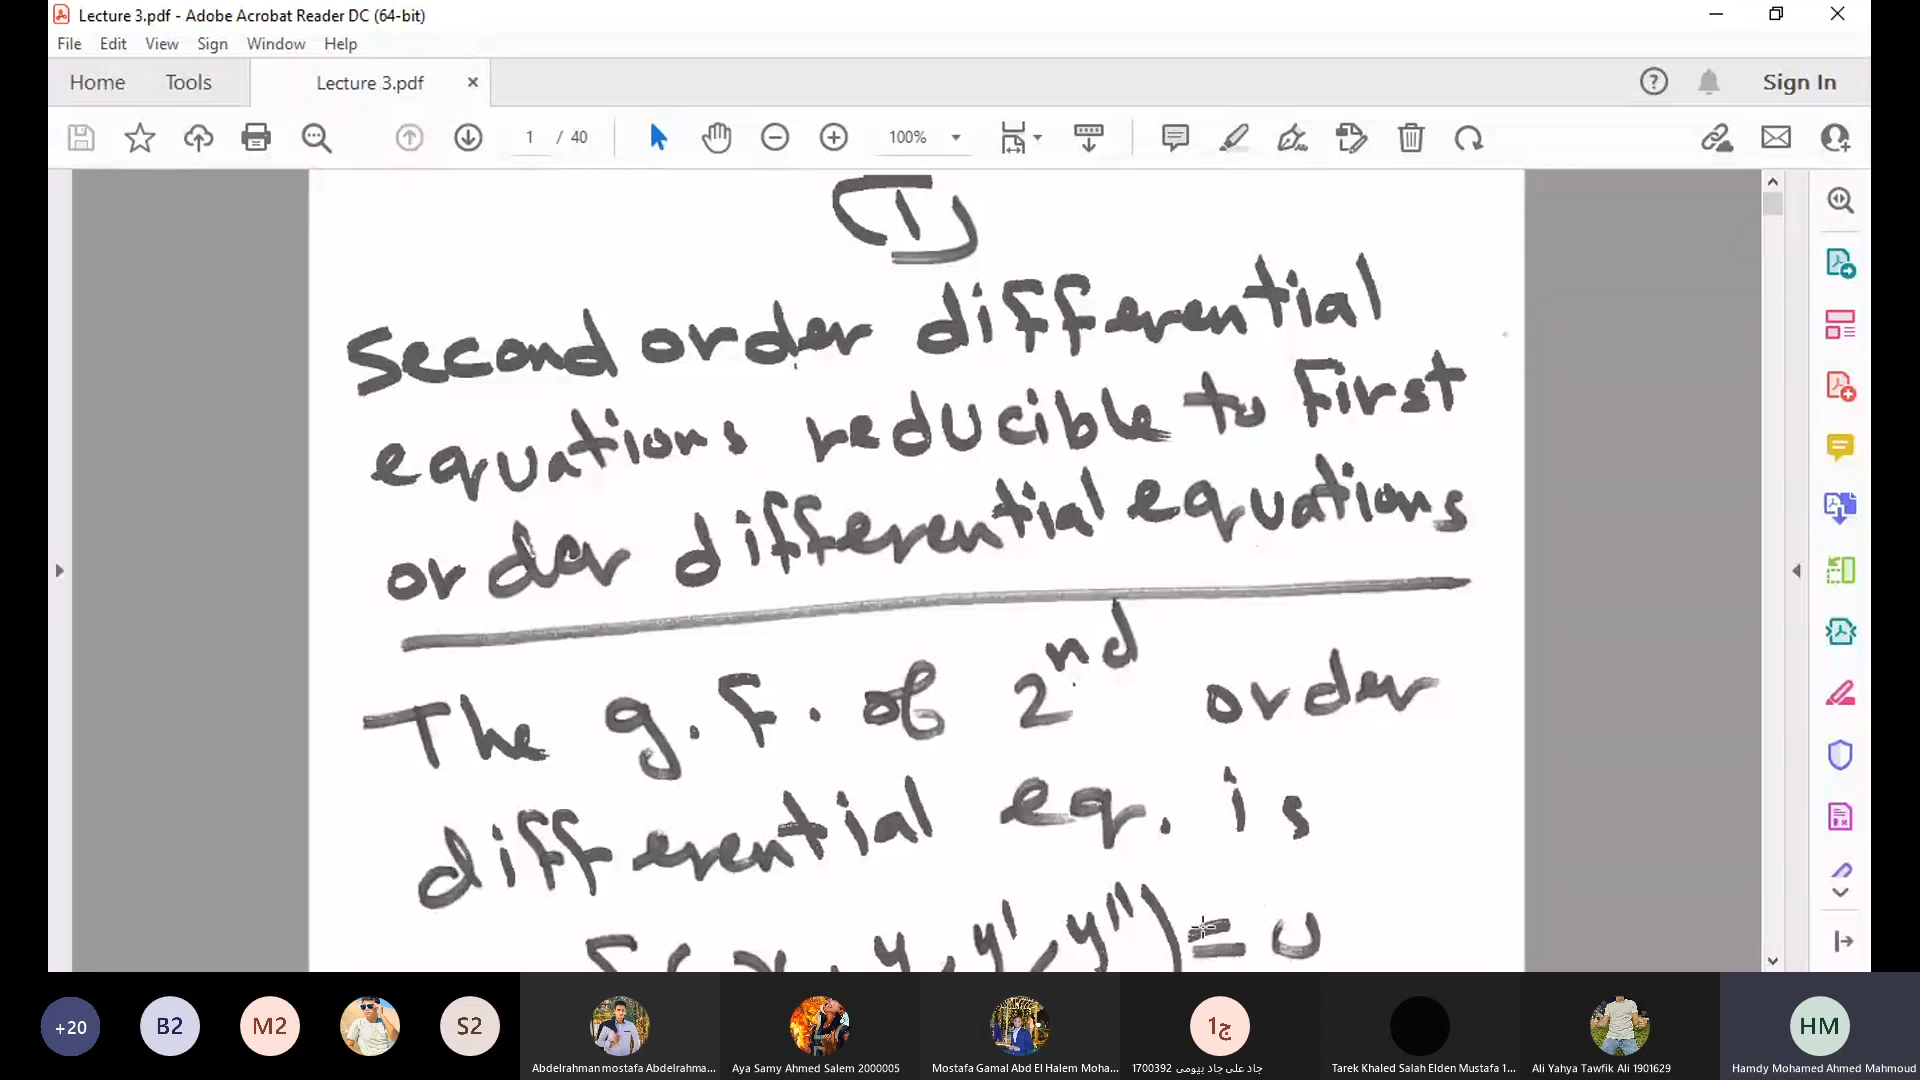 Lecture 3.pdf - Adobe Acrobat Reader DC (64-bit)
File Edit View Sign Window Help
Home Tools Lecture 3.pdf × Sign In
1 / 40 100%
1
Second order differential
equations reducible to First
order differential equations
The g.f. of 2nd order
differential eq. is
f(x, y, y', y'') = 0
+20 B2 M2 S2 1ج HM
Abdelrahman mostafa Abdelrahma... Aya Samy Ahmed Salem 2000005 Mostafa Gamal Abd El Halem Moha... جاد على جاد بيومى 1700392 Tarek Khaled Salah Elden Mustafa 1... Ali Yahya Tawfik Ali 1901629 Hamdy Mohamed Ahmed Mahmoud